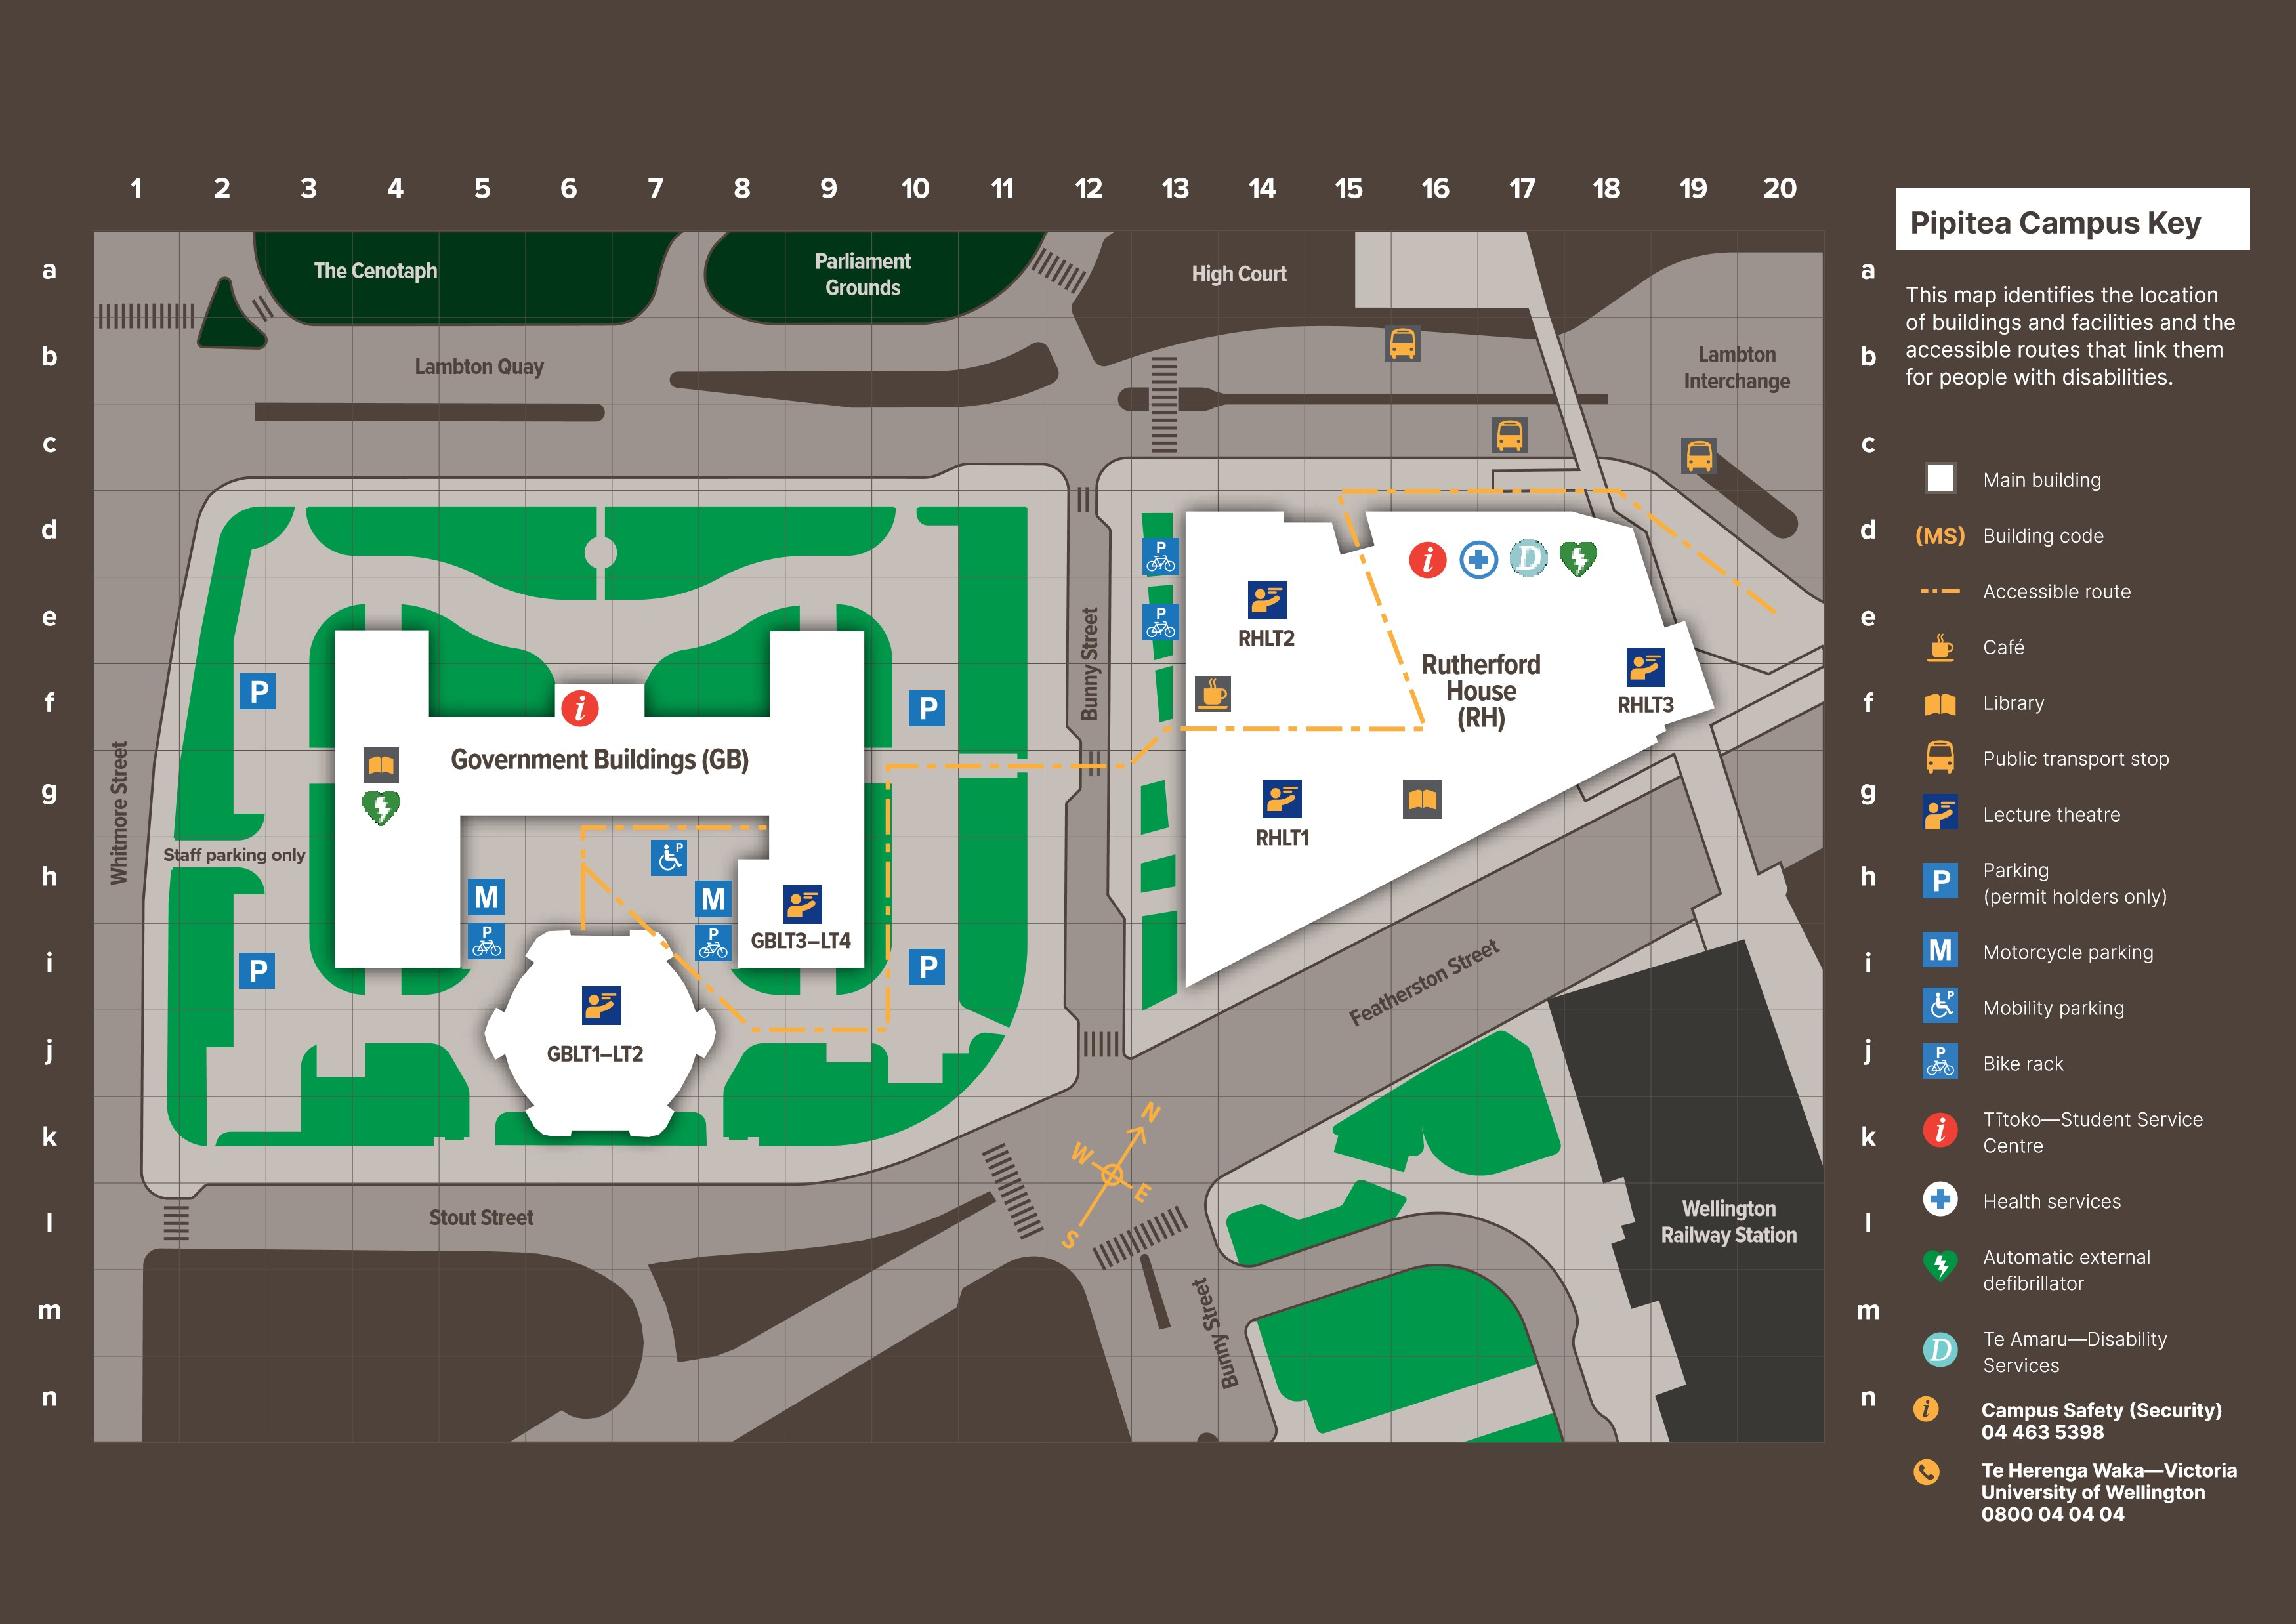 1 2 3 4 5 6 7 8 9 10 11 12 13 14 15 16 17 18 19 20
a
b
c
d
e
f
g
h
i
j
k
l
m
n
The Cenotaph
Parliament
Grounds
High Court
Lambton Quay
Lambton
Interchange
Whitmore Street
Bunny Street
P
P
RHLT2
Rutherford
House
(RH)
RHLT3
i
D
P
i
P
Government Buildings (GB)
RHLT1
Staff parking only
P
M
M
P
P
GBLT3–LT4
P
P
GBLT1–LT2
Featherston Street
N
W
E
S
Stout Street
Bunny Street
Wellington
Railway Station
a
b
c
d
e
f
g
h
i
j
k
l
m
n
Pipitea Campus Key
This map identifies the location
of buildings and facilities and the
accessible routes that link them
for people with disabilities.
Main building
(MS) Building code
Accessible route
Café
Library
Public transport stop
Lecture theatre
P Parking
(permit holders only)
M Motorcycle parking
P Mobility parking
P Bike rack
i Tītoko—Student Service
Centre
Health services
Automatic external
defibrillator
D Te Amaru—Disability
Services
i Campus Safety (Security)
04 463 5398
Te Herenga Waka—Victoria
University of Wellington
0800 04 04 04